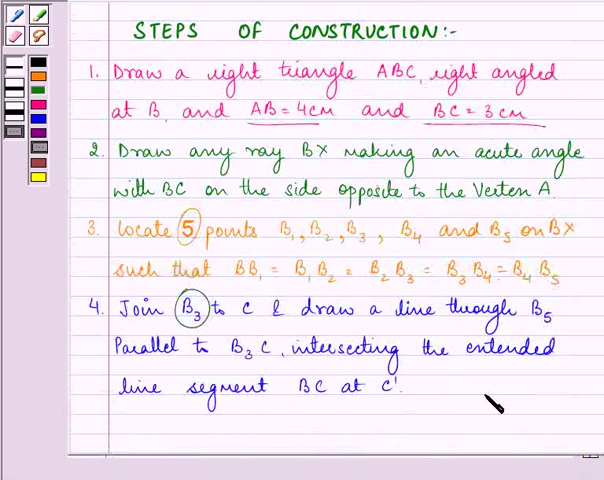 STEPS OF CONSTRUCTION:-
1. Draw a right triangle ABC, right angled
at B, and AB = 4CM and BC = 3 CM
2. Draw any ray BX making an acute angle
with BC on the side opposite to the Vertex A.
3. Locate 5 points B₁, B₂, B₃, B₄ and B₅ on BX
such that BB₁ = B₁B₂ = B₂B₃ = B₃B₄ = B₄B₅
4. Join B₃ to C & draw a line through B₅
Parallel to B₃C, intersecting the extended
line segment BC at C'.